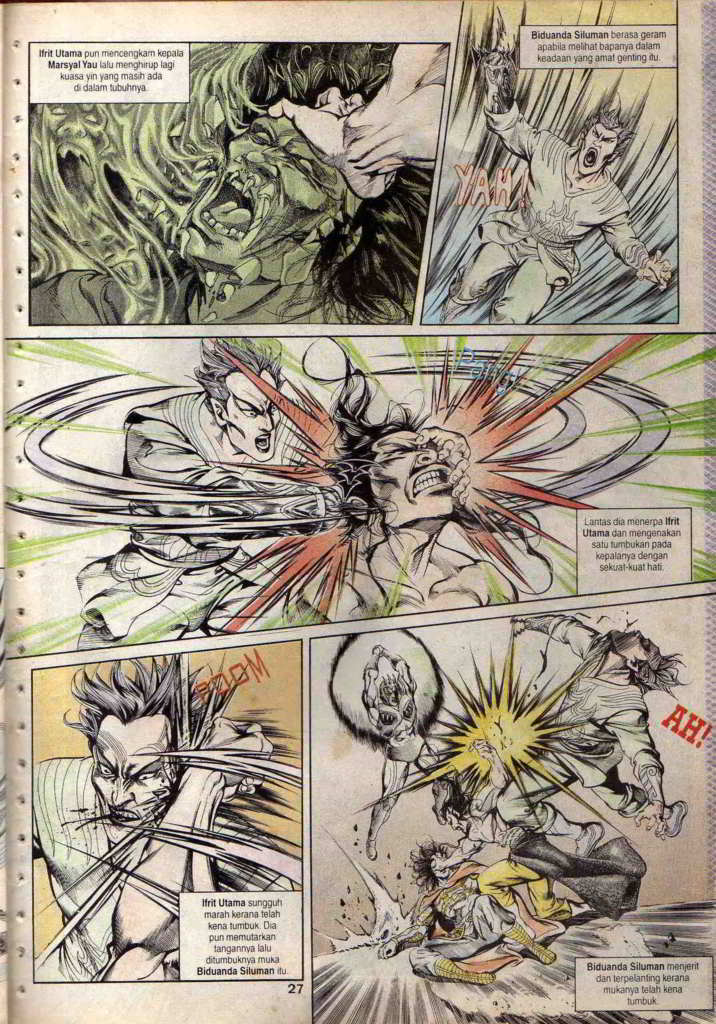 Ifrit Utama pun mencengkam kepala
Marsyal Yau lalu menghirup lagi
kuasa yin yang masih ada
di dalam tubuhnya.
Biduanda Siluman berasa geram
apabila melihat bapanya dalam
keadaan yang amat genting itu.
YAH!
Lantas dia menerpa Ifrit
Utama dan mengenakan
satu tumbukan pada
kepalanya dengan
sekuat-kuat hati.
POOM
Ifrit Utama sungguh
marah kerana telah
kena tumbuk. Dia
pun memutarkan
tangannya lalu
ditumbuknya muka
Biduanda Siluman itu.
AH!
Biduanda Siluman menjerit
dan terpelanting kerana
mukanya telah kena
tumbuk.
27